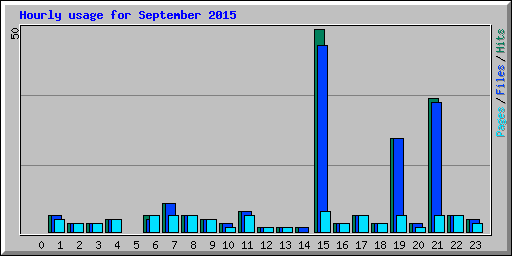 Hourly usage for September 2015
50
Pages/Files/Hits
0 1 2 3 4 5 6 7 8 9 10 11 12 13 14 15 16 17 18 19 20 21 22 23